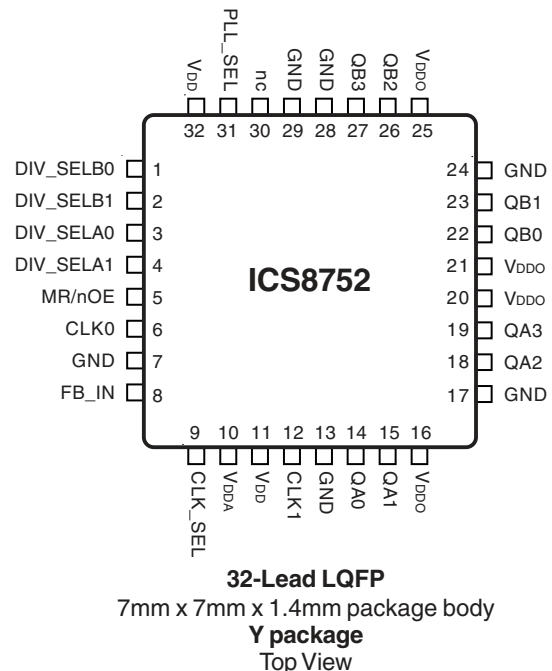 VDD
PLL_SEL
nc
GND
GND
QB3
QB2
VDDO
32 31 30 29 28 27 26 25
DIV_SELB0 1
DIV_SELB1 2
DIV_SELA0 3
DIV_SELA1 4
MR/nOE 5
CLK0 6
GND 7
FB_IN 8
ICS8752
24 GND
23 QB1
22 QB0
21 VDDO
20 VDDO
19 QA3
18 QA2
17 GND
9 10 11 12 13 14 15 16
CLK_SEL
VDDA
VDD
CLK1
GND
QA0
QA1
VDDO
32-Lead LQFP
7mm x 7mm x 1.4mm package body
Y package
Top View